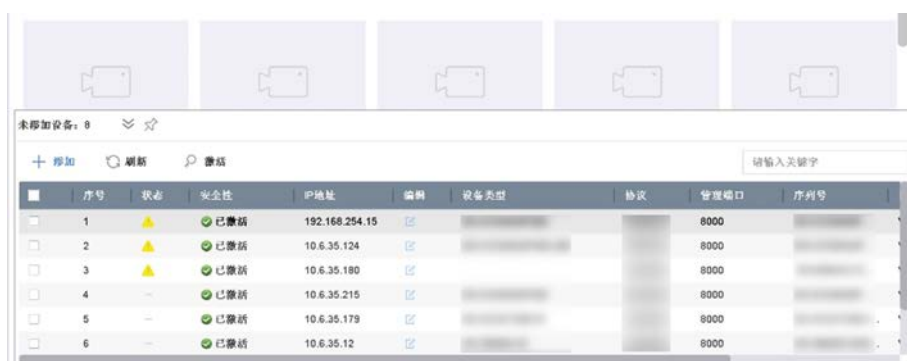 未添加设备: 8
添加 刷新 激活 请输入关键字
序号 状态 安全性 IP地址 编辑 设备类型 协议 管理端口 序列号
1 已激活 192.168.254.15 8000
2 已激活 10.6.35.124 8000
3 已激活 10.6.35.180 8000
4 — 已激活 10.6.35.215 8000
5 — 已激活 10.6.35.179 8000
6 — 已激活 10.6.35.12 8000